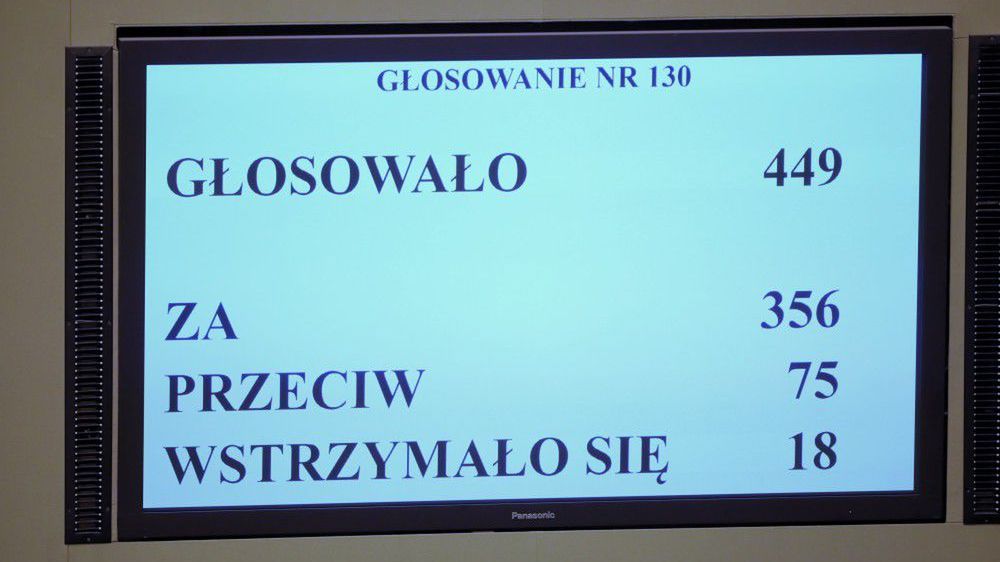 GŁOSOWANIE NR 130
GŁOSOWAŁO 449
ZA 356
PRZECIW 75
WSTRZYMAŁO SIĘ 18
Panasonic